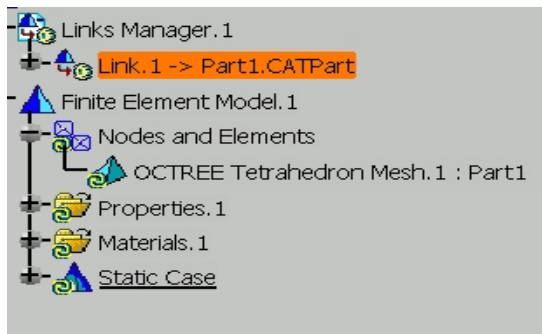 Links Manager.1
Link.1 -> Part1.CATPart
Finite Element Model.1
Nodes and Elements
OCTREE Tetrahedron Mesh.1 : Part1
Properties.1
Materials.1
Static Case